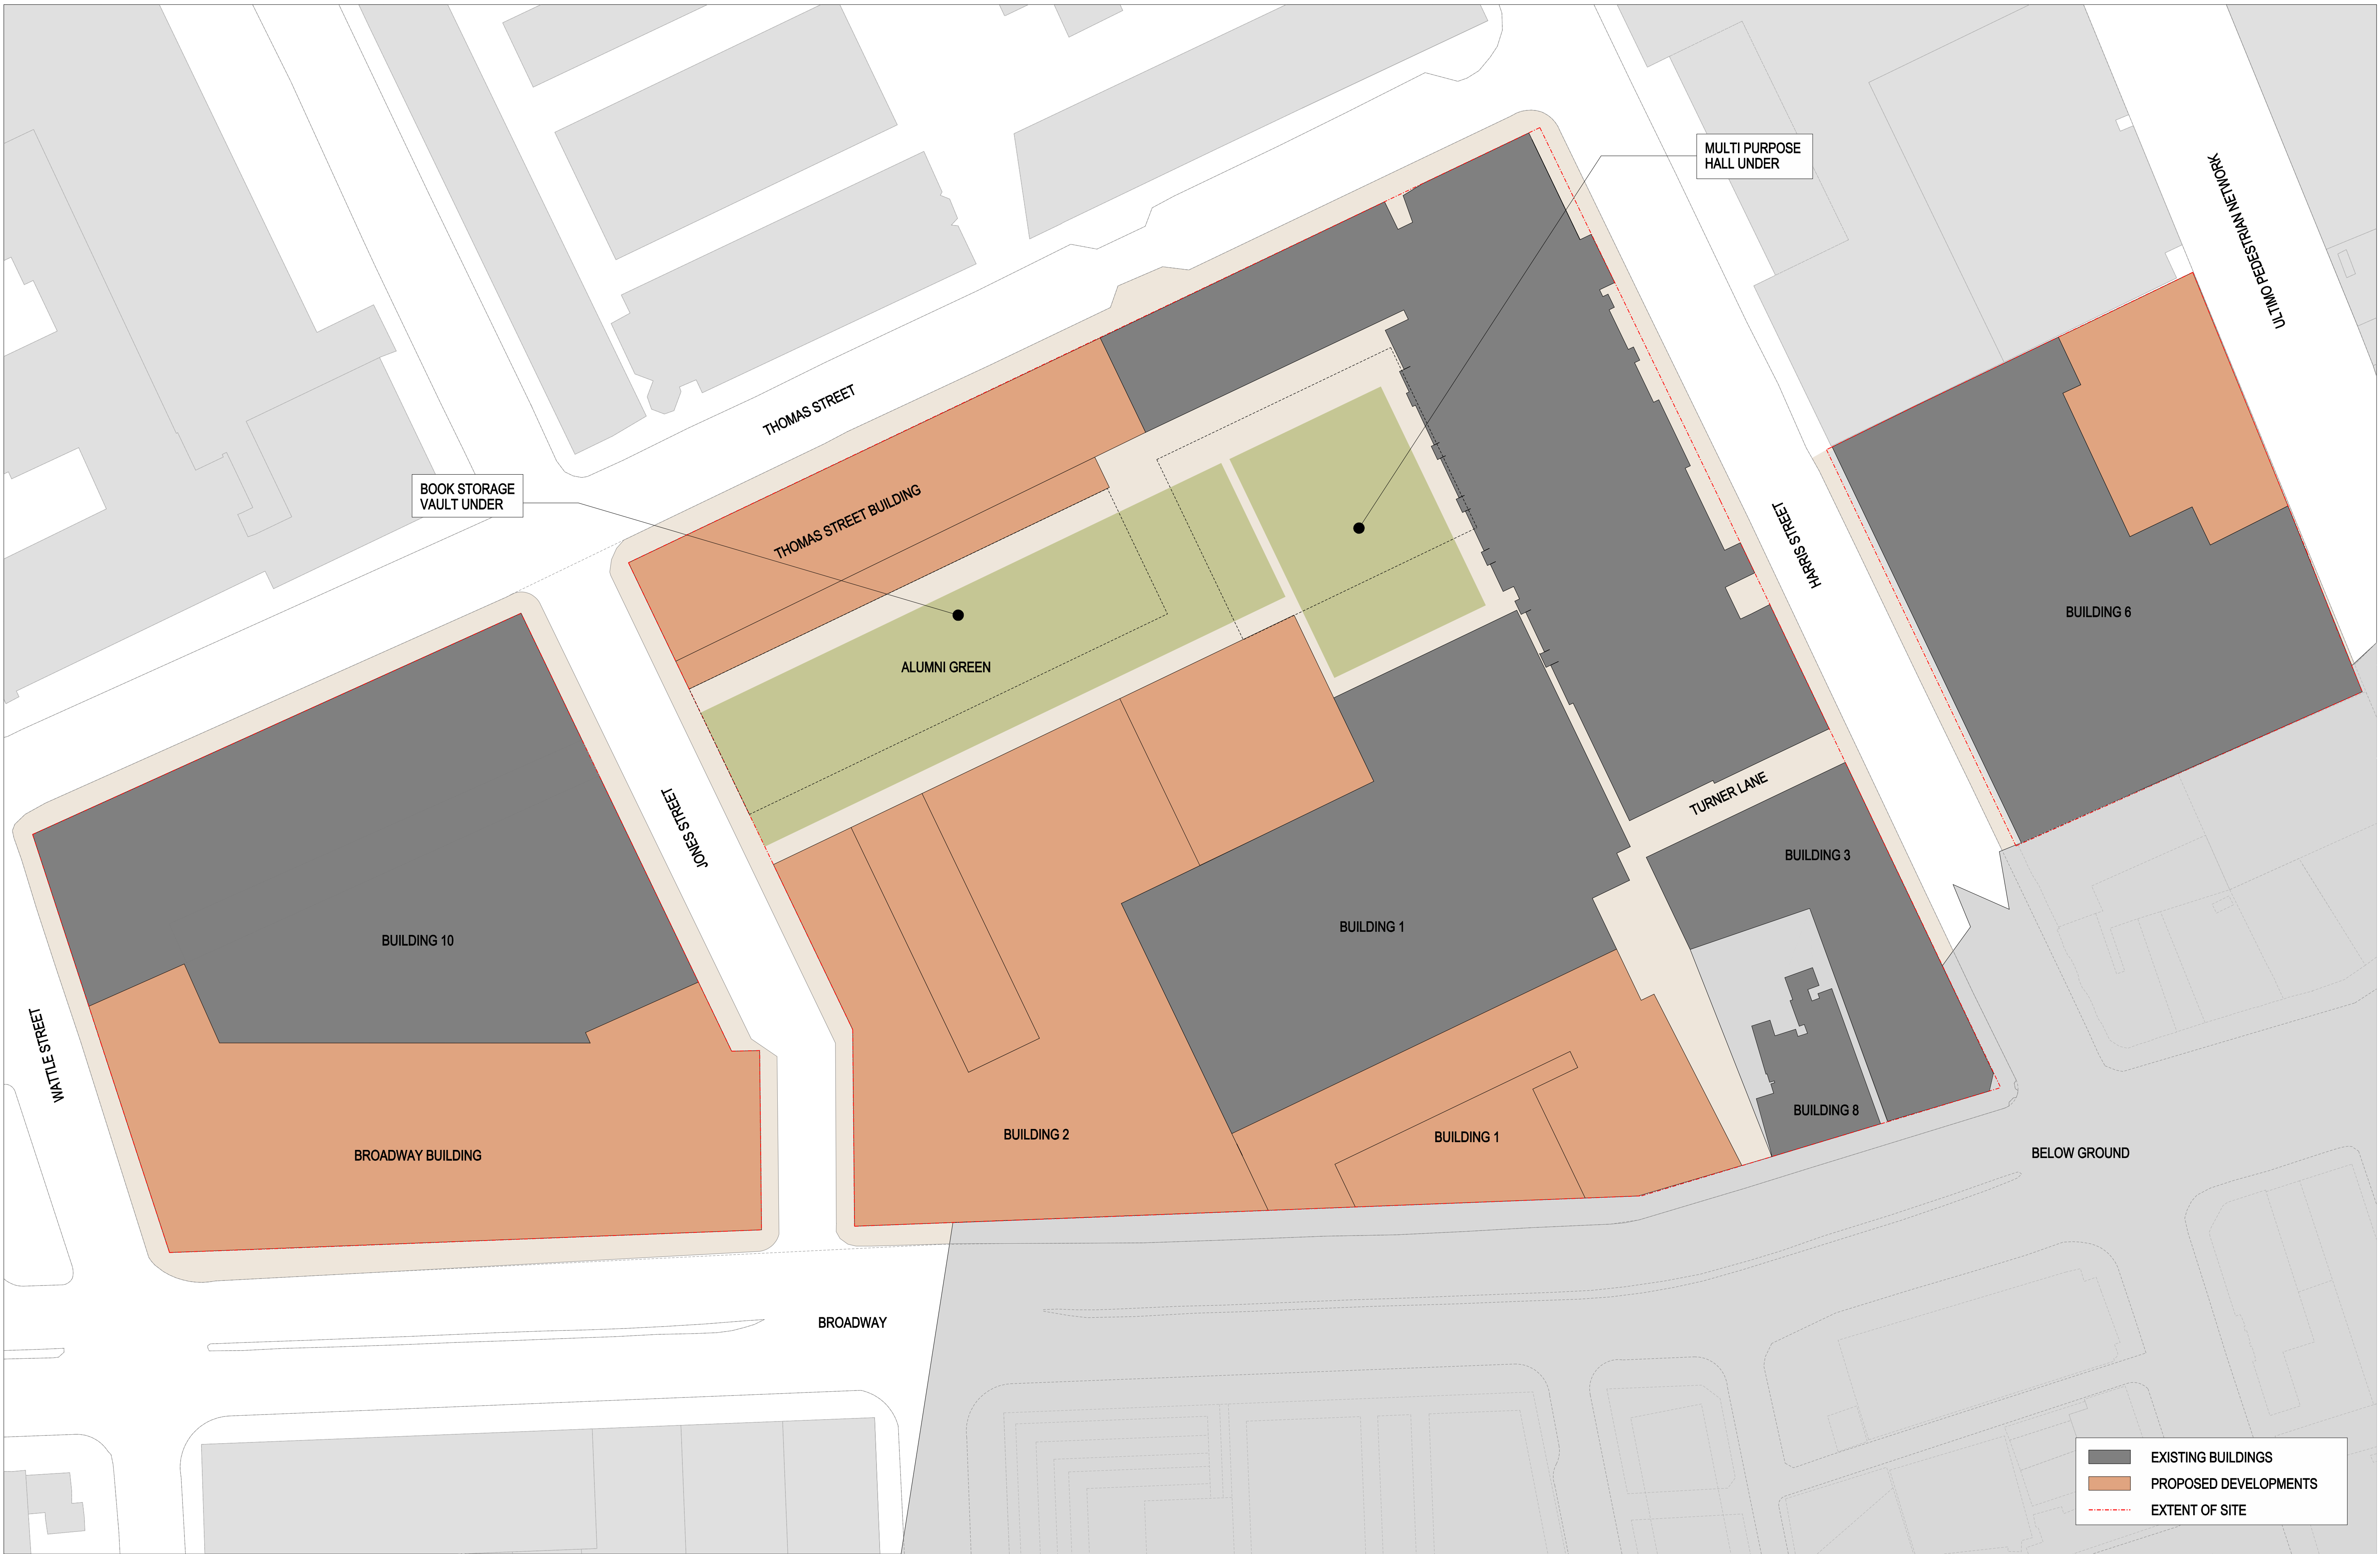 MULTI PURPOSE
HALL UNDER
ULTIMO PEDESTRIAN NETWORK
THOMAS STREET
BOOK STORAGE
VAULT UNDER
THOMAS STREET BUILDING
HARRIS STREET
BUILDING 6
ALUMNI GREEN
JONES STREET
TURNER LANE
BUILDING 3
BUILDING 10
BUILDING 1
WATTLE STREET
BUILDING 8
BUILDING 2
BUILDING 1
BROADWAY BUILDING
BELOW GROUND
BROADWAY
EXISTING BUILDINGS
PROPOSED DEVELOPMENTS
EXTENT OF SITE